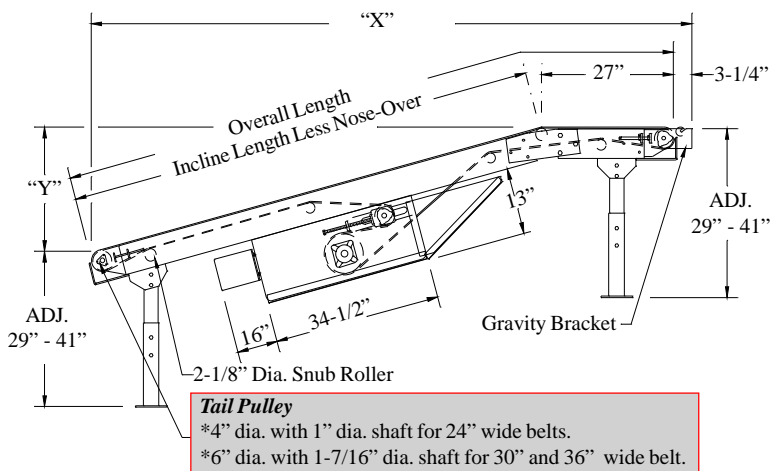 “X”
27”
3-1/4”
Overall Length
Incline Length Less Nose-Over
“Y”
13”
ADJ.
29” - 41”
ADJ.
29” - 41”
34-1/2”
16”
Gravity Bracket
2-1/8” Dia. Snub Roller
Tail Pulley
*4” dia. with 1” dia. shaft for 24” wide belts.
*6” dia. with 1-7/16” dia. shaft for 30” and 36” wide belt.